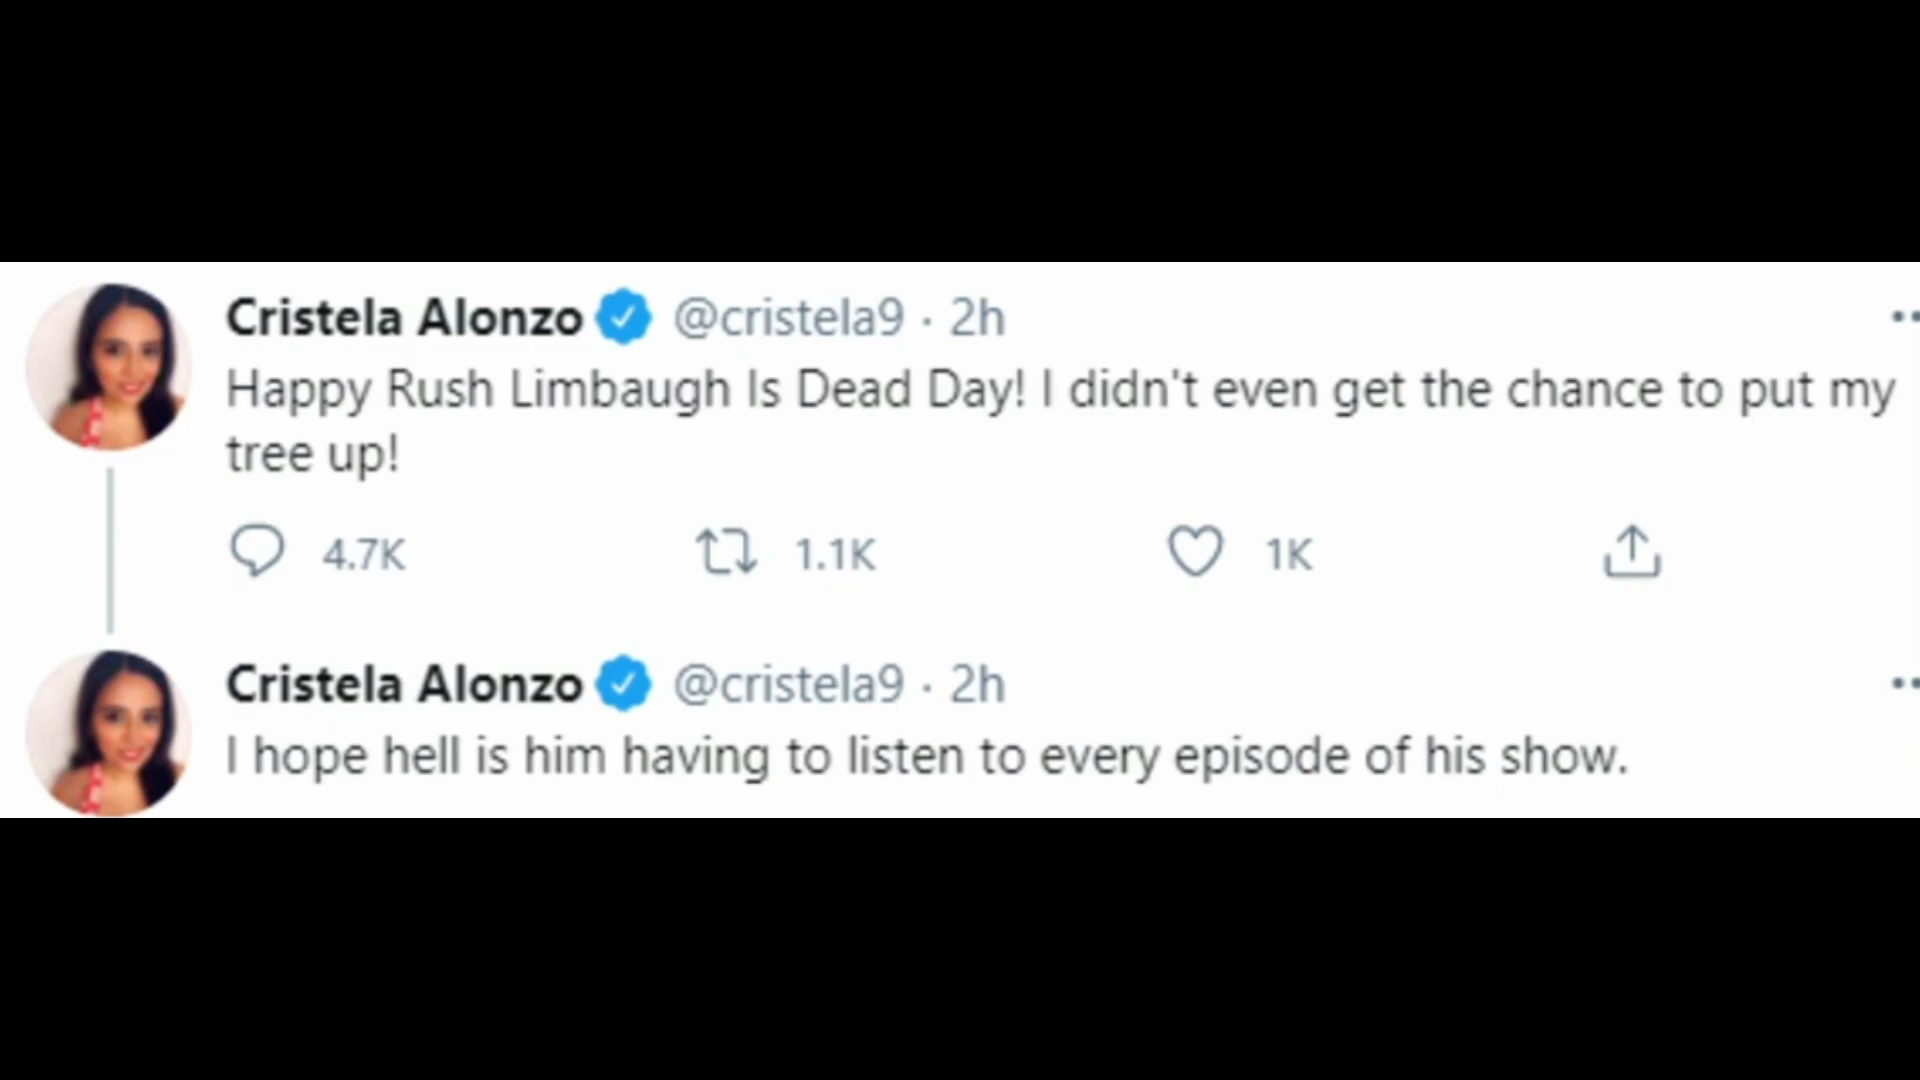 Cristela Alonzo @cristela9 · 2h
Happy Rush Limbaugh Is Dead Day! I didn't even get the chance to put my
tree up!
4.7K 1.1K 1K
Cristela Alonzo @cristela9 · 2h
I hope hell is him having to listen to every episode of his show.